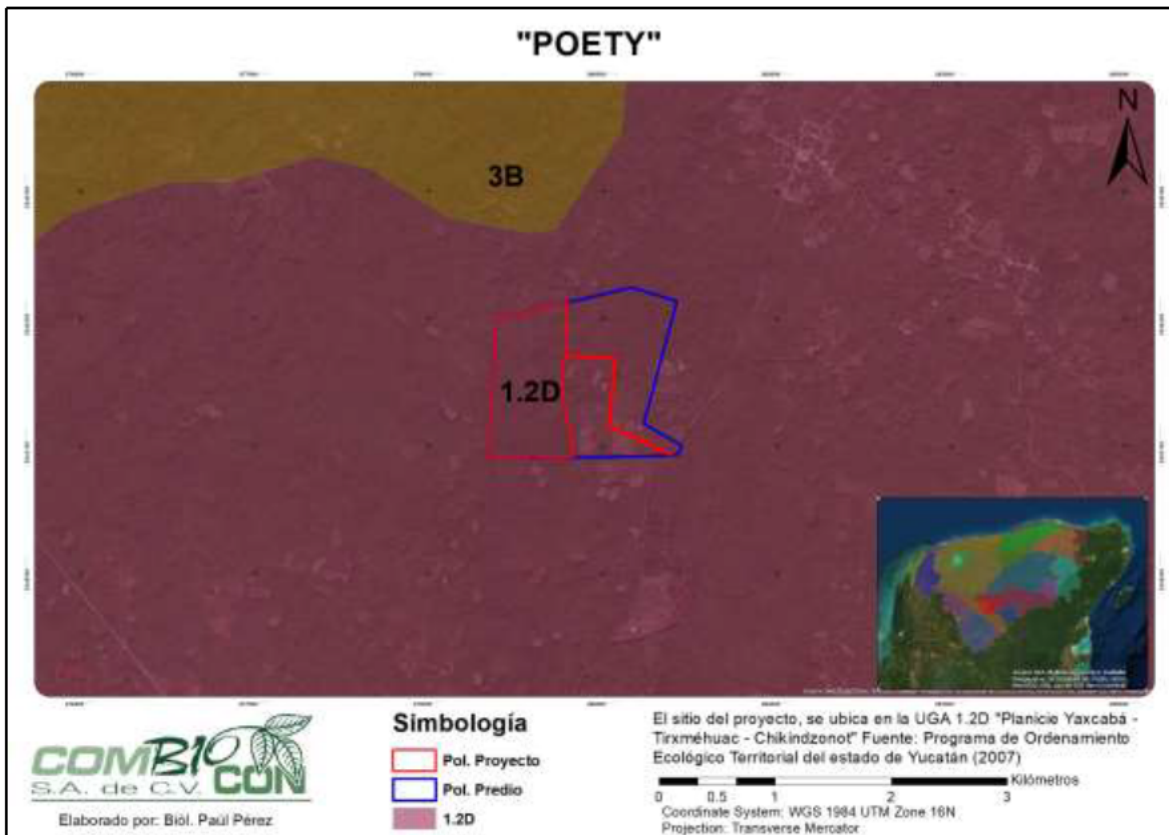 "POETY"
N
3B
1.2D
COMBIOCON
S.A. de C.V.
Elaborado por: Biól. Paúl Pérez
Simbología
Pol. Proyecto
Pol. Predio
1.2D
El sitio del proyecto, se ubica en la UGA 1.2D "Planicie Yaxcabá -
Tirxméhuac - Chikindzonot" Fuente: Programa de Ordenamiento
Ecológico Territorial del estado de Yucatán (2007)
Kilómetros
0 0.5 1 2 3
Coordinate System: WGS 1984 UTM Zone 16N
Projection: Transverse Mercator